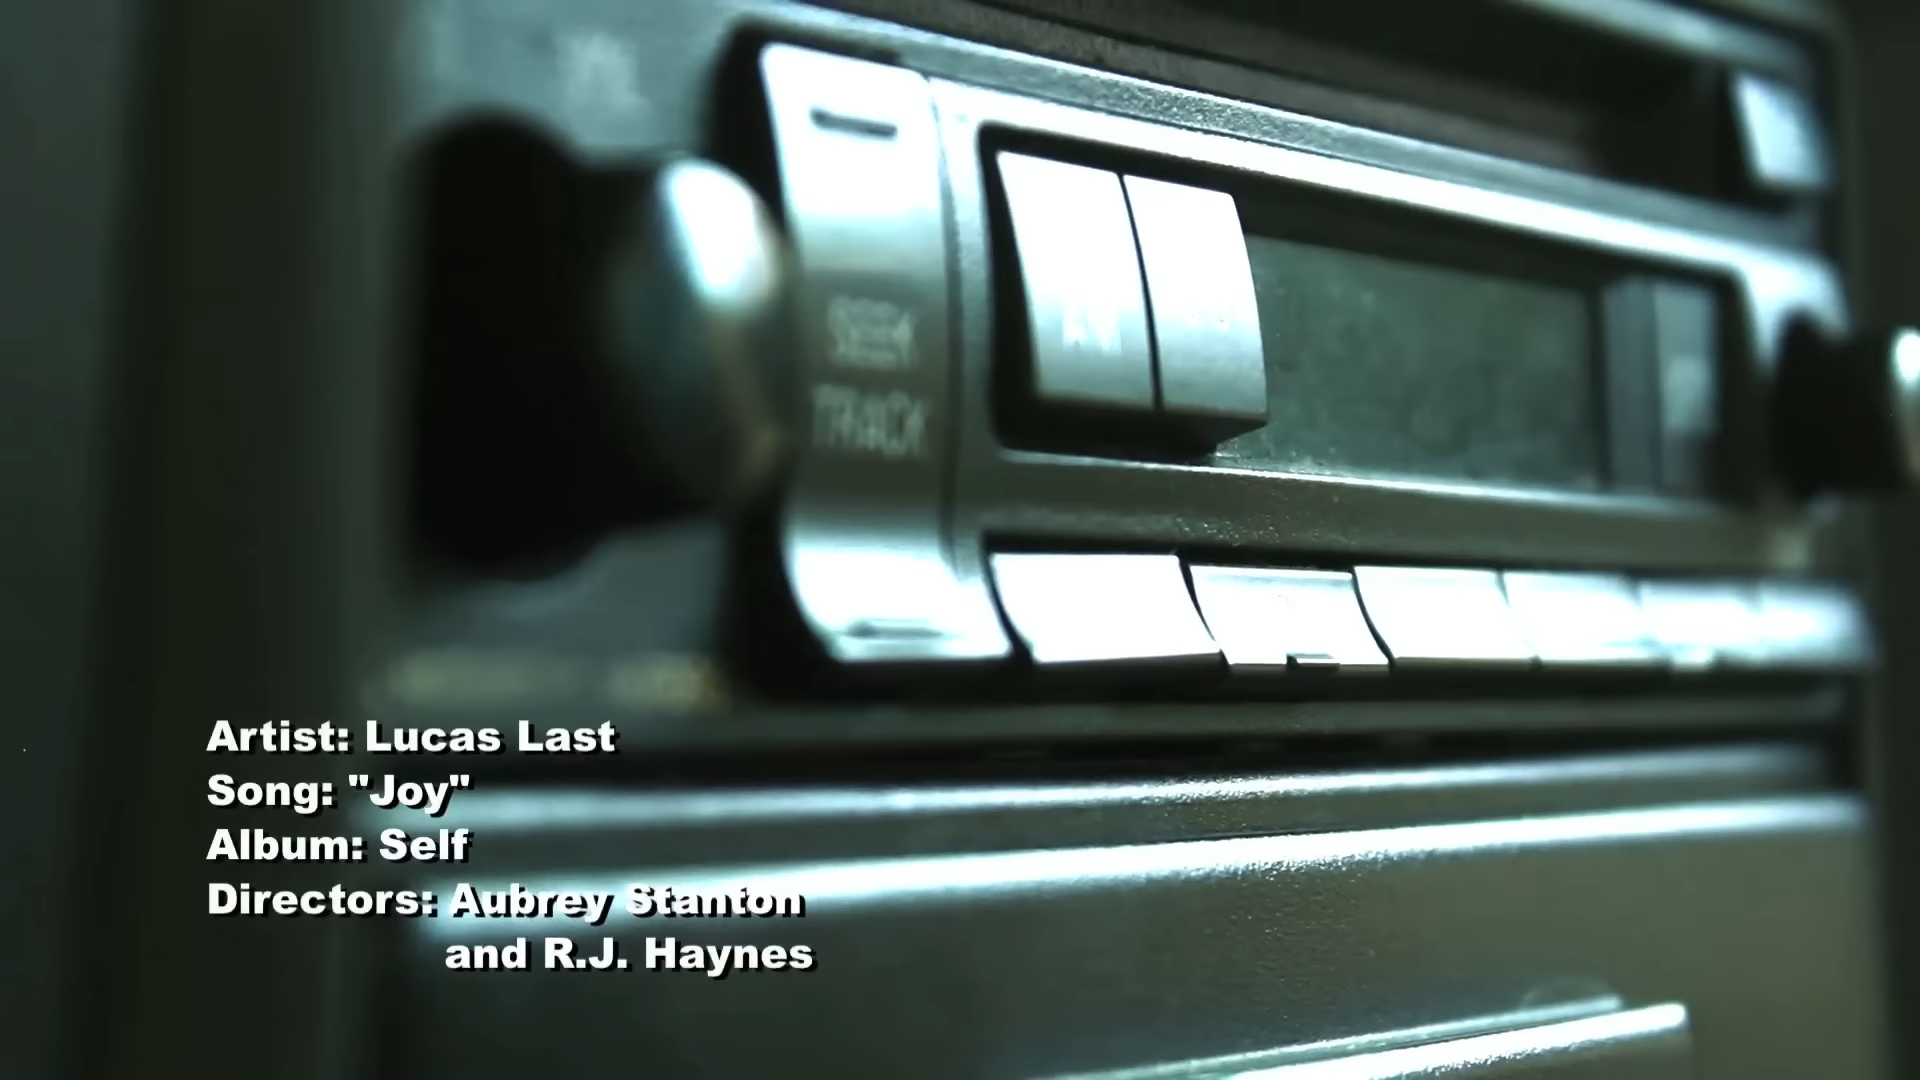 SEEK
TRACK
Artist: Lucas Last
Song: "Joy"
Album: Self
Directors: Aubrey Stanton
and R.J. Haynes